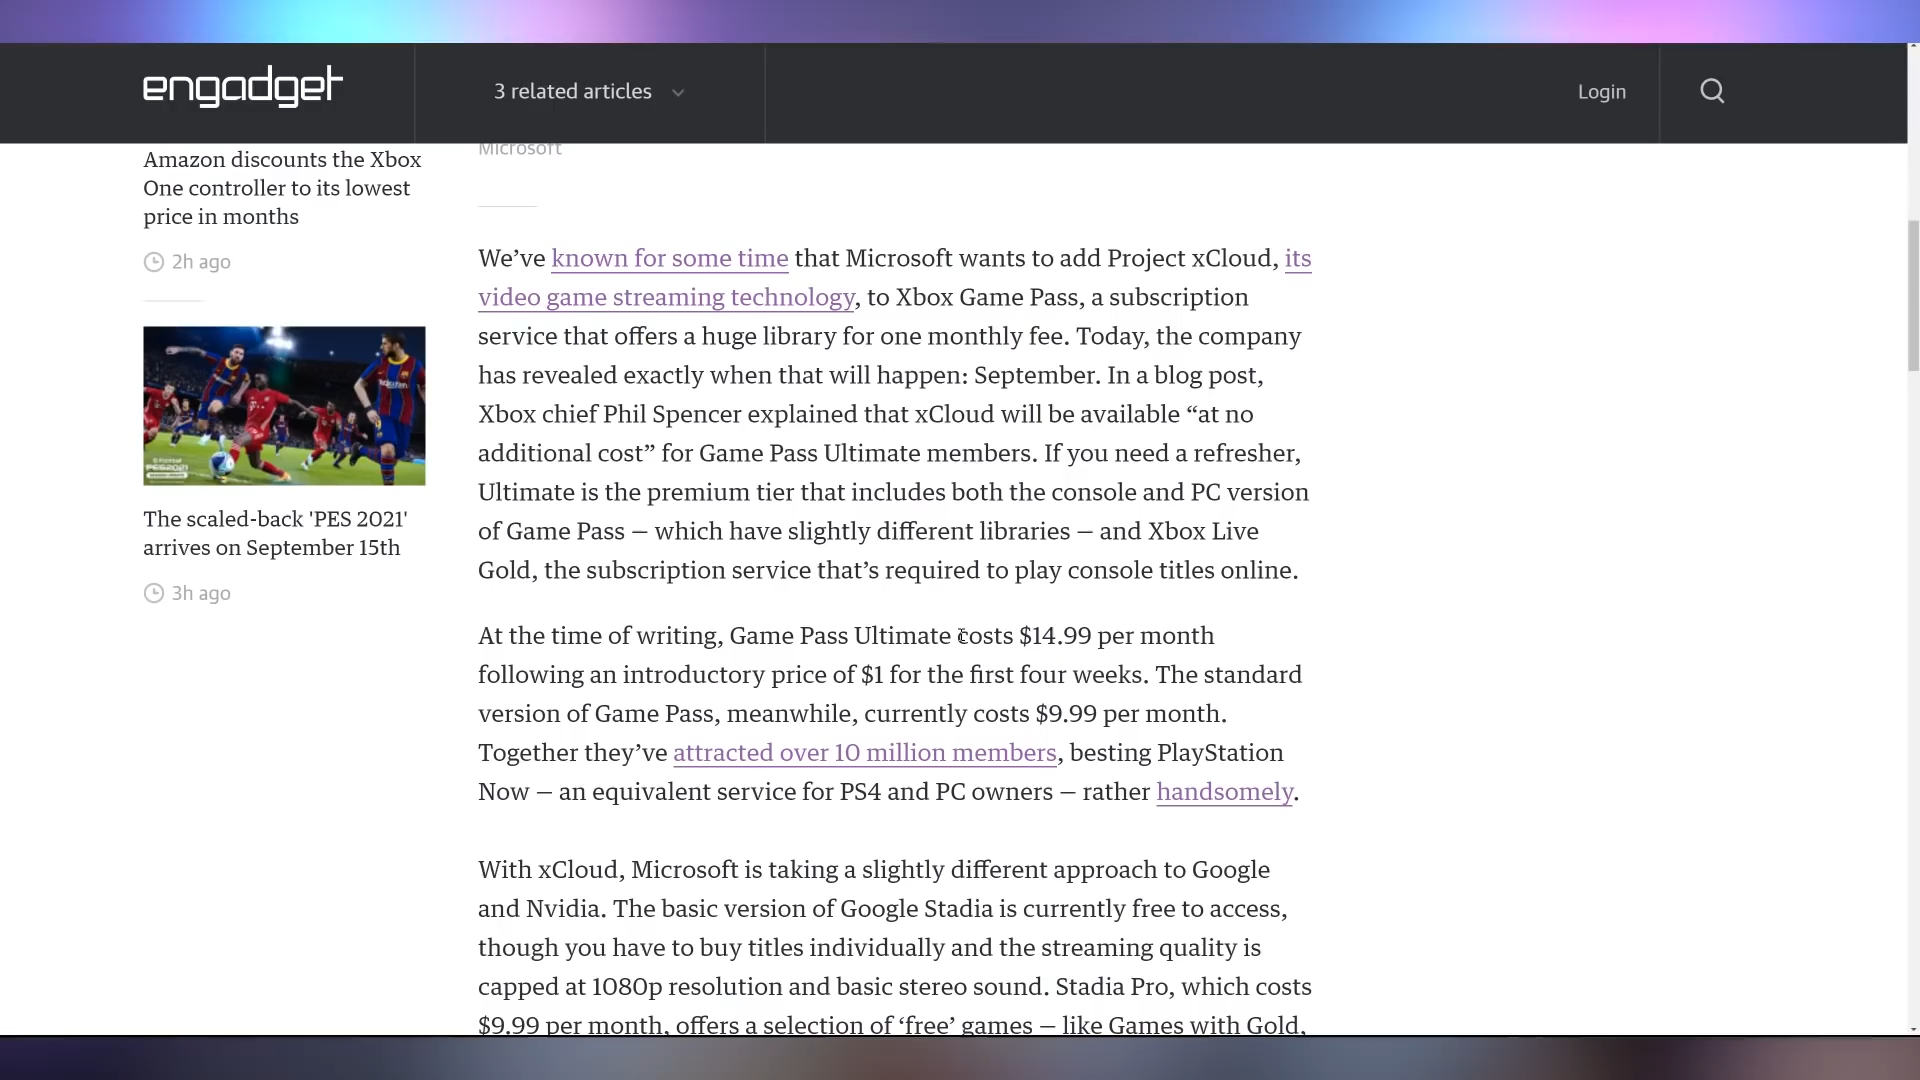 engadget
3 related articles
Login
Microsoft
Amazon discounts the Xbox
One controller to its lowest
price in months
2h ago
PES2021
The scaled-back 'PES 2021'
arrives on September 15th
3h ago
We’ve known for some time that Microsoft wants to add Project xCloud, its
video game streaming technology, to Xbox Game Pass, a subscription
service that offers a huge library for one monthly fee. Today, the company
has revealed exactly when that will happen: September. In a blog post,
Xbox chief Phil Spencer explained that xCloud will be available “at no
additional cost” for Game Pass Ultimate members. If you need a refresher,
Ultimate is the premium tier that includes both the console and PC version
of Game Pass — which have slightly different libraries — and Xbox Live
Gold, the subscription service that’s required to play console titles online.
At the time of writing, Game Pass Ultimate costs $14.99 per month
following an introductory price of $1 for the first four weeks. The standard
version of Game Pass, meanwhile, currently costs $9.99 per month.
Together they’ve attracted over 10 million members, besting PlayStation
Now — an equivalent service for PS4 and PC owners — rather handsomely.
With xCloud, Microsoft is taking a slightly different approach to Google
and Nvidia. The basic version of Google Stadia is currently free to access,
though you have to buy titles individually and the streaming quality is
capped at 1080p resolution and basic stereo sound. Stadia Pro, which costs
$9.99 per month, offers a selection of ‘free’ games — like Games with Gold,